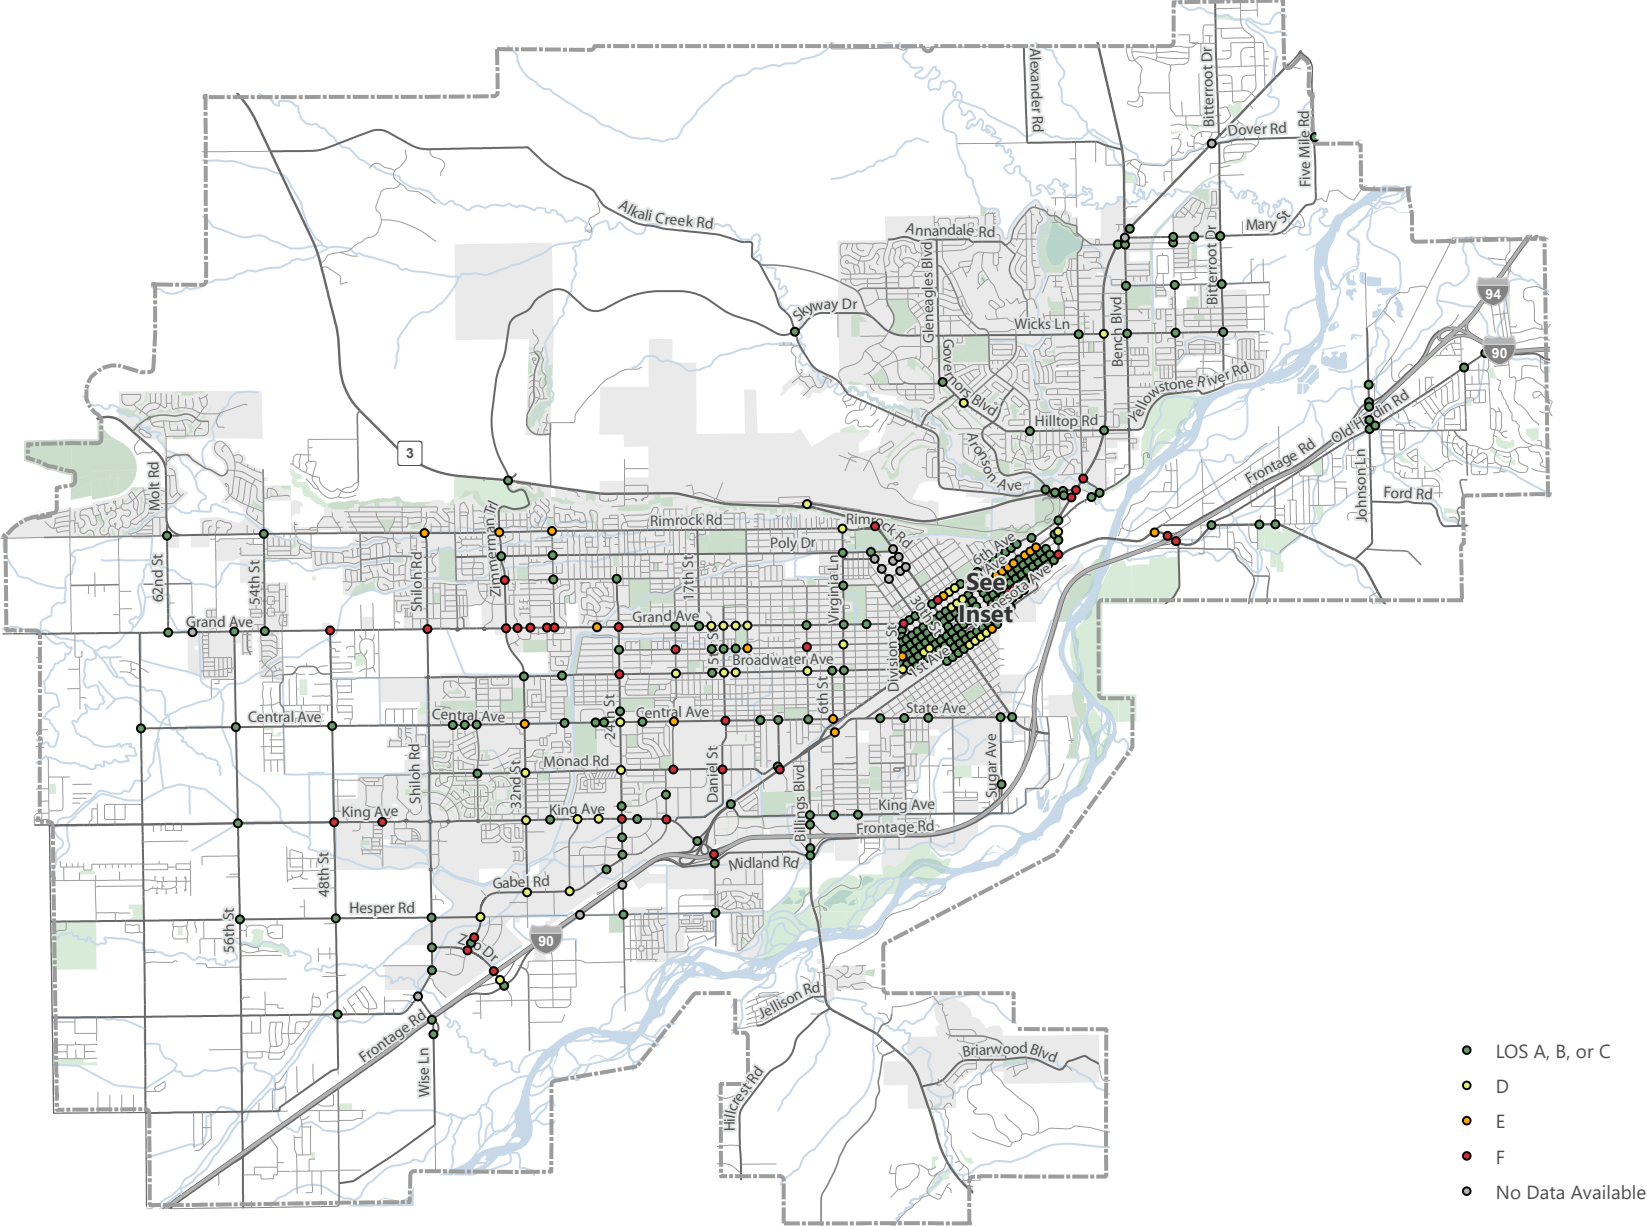 Alexander Rd
Bitterroot Dr
Dover Rd
Five Mile Rd
Alkali Creek Rd
Annandale Rd
Mary St
Gleneagles Blvd
Bitterroot Dr
94
Skyway Dr
Wicks Ln
Bench Blvd
90
Governors Blvd
Yellowstone River Rd
Hilltop Rd
Old Hardin Rd
3
Aronson Ave
Frontage Rd
Molt Rd
Johnson Ln
Ford Rd
Zimmerman Trl
Rimrock Rd
Rimrock Rd
Poly Dr
6th Ave
62nd St
54th St
Shiloh Rd
17th St
Virginia Ln
See
Inset
30th St
Grand Ave
Grand Ave
Division St
1st Ave
Broadwater Ave
6th St
Central Ave
Central Ave
Central Ave
24th St
State Ave
Shiloh Rd
32nd St
Monad Rd
Daniel St
Billings Blvd
Sugar Ave
King Ave
King Ave
King Ave
Frontage Rd
Midland Rd
48th St
Gabel Rd
Hesper Rd
56th St
Zoo Dr
90
Jellison Rd
Frontage Rd
Briarwood Blvd
Wise Ln
Hillcrest Rd
LOS A, B, or C
D
E
F
No Data Available